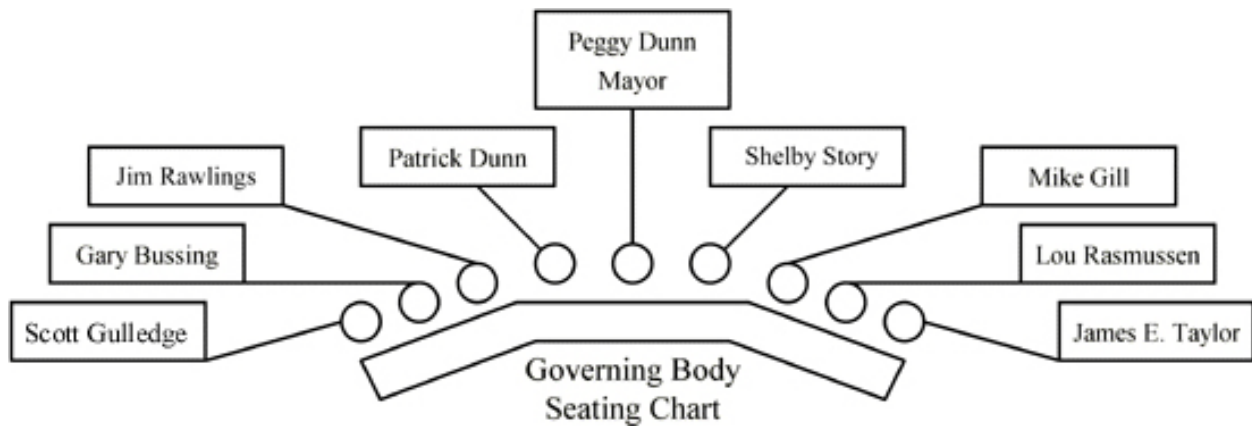 Peggy Dunn
Mayor
Patrick Dunn
Shelby Story
Jim Rawlings
Mike Gill
Gary Bussing
Lou Rasmussen
Scott Gulledge
James E. Taylor
Governing Body
Seating Chart